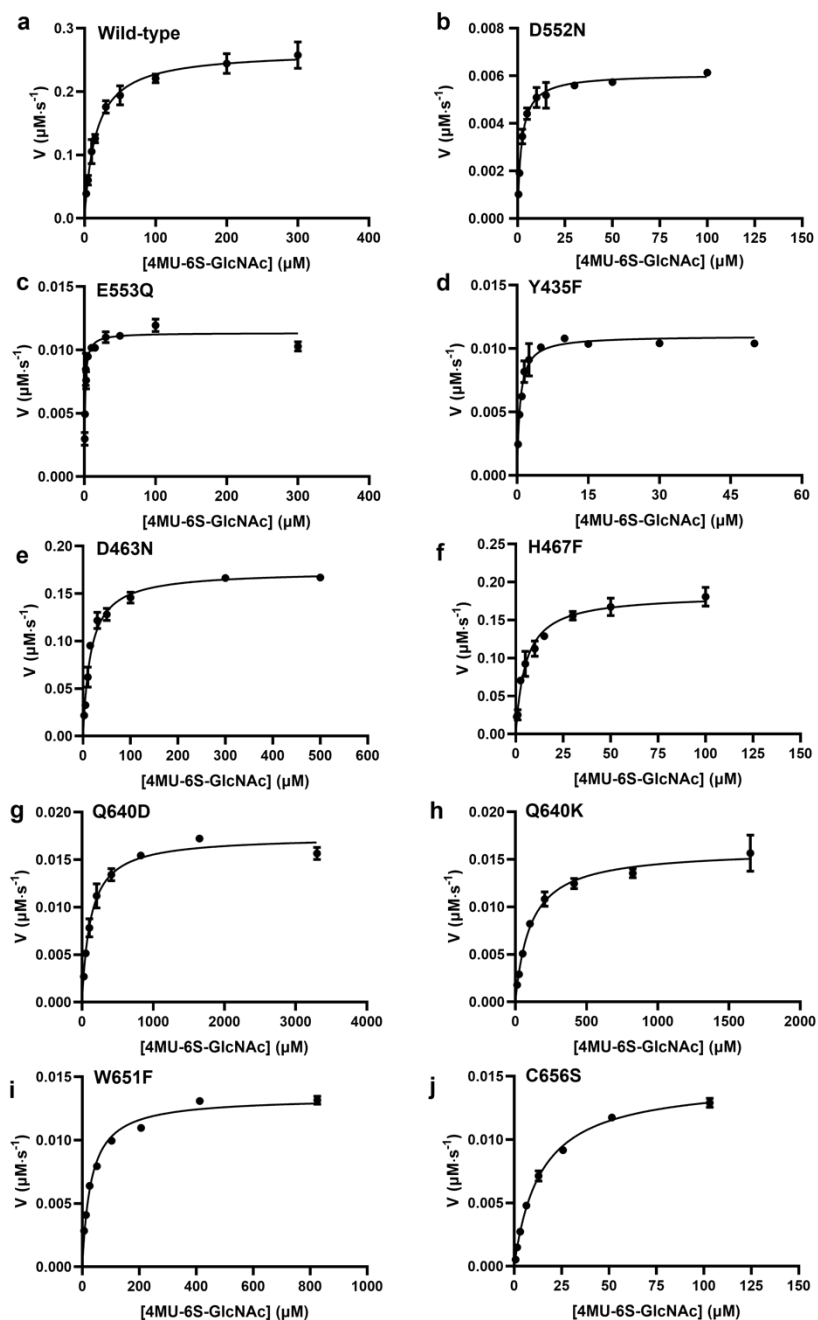 a
Wild-type
0.3
0.2
0.1
0.0
V (µM·s⁻¹)
0 100 200 300 400
[4MU-6S-GlcNAc] (µM)
b
D552N
0.008
0.006
0.004
0.002
0.000
V (µM·s⁻¹)
0 25 50 75 100 125 150
[4MU-6S-GlcNAc] (µM)
c
E553Q
0.015
0.010
0.005
0.000
V (µM·s⁻¹)
0 100 200 300 400
[4MU-6S-GlcNAc] (µM)
d
Y435F
0.015
0.010
0.005
0.000
V (µM·s⁻¹)
0 15 30 45 60
[4MU-6S-GlcNAc] (µM)
e
D463N
0.20
0.15
0.10
0.05
0.00
V (µM·s⁻¹)
0 100 200 300 400 500 600
[4MU-6S-GlcNAc] (µM)
f
H467F
0.25
0.20
0.15
0.10
0.05
0.00
V (µM·s⁻¹)
0 25 50 75 100 125 150
[4MU-6S-GlcNAc] (µM)
g
Q640D
0.020
0.015
0.010
0.005
0.000
V (µM·s⁻¹)
0 1000 2000 3000 4000
[4MU-6S-GlcNAc] (µM)
h
Q640K
0.020
0.015
0.010
0.005
0.000
V (µM·s⁻¹)
0 500 1000 1500 2000
[4MU-6S-GlcNAc] (µM)
i
W651F
0.015
0.010
0.005
0.000
V (µM·s⁻¹)
0 200 400 600 800 1000
[4MU-6S-GlcNAc] (µM)
j
C656S
0.015
0.010
0.005
0.000
V (µM·s⁻¹)
0 25 50 75 100 125 150
[4MU-6S-GlcNAc] (µM)